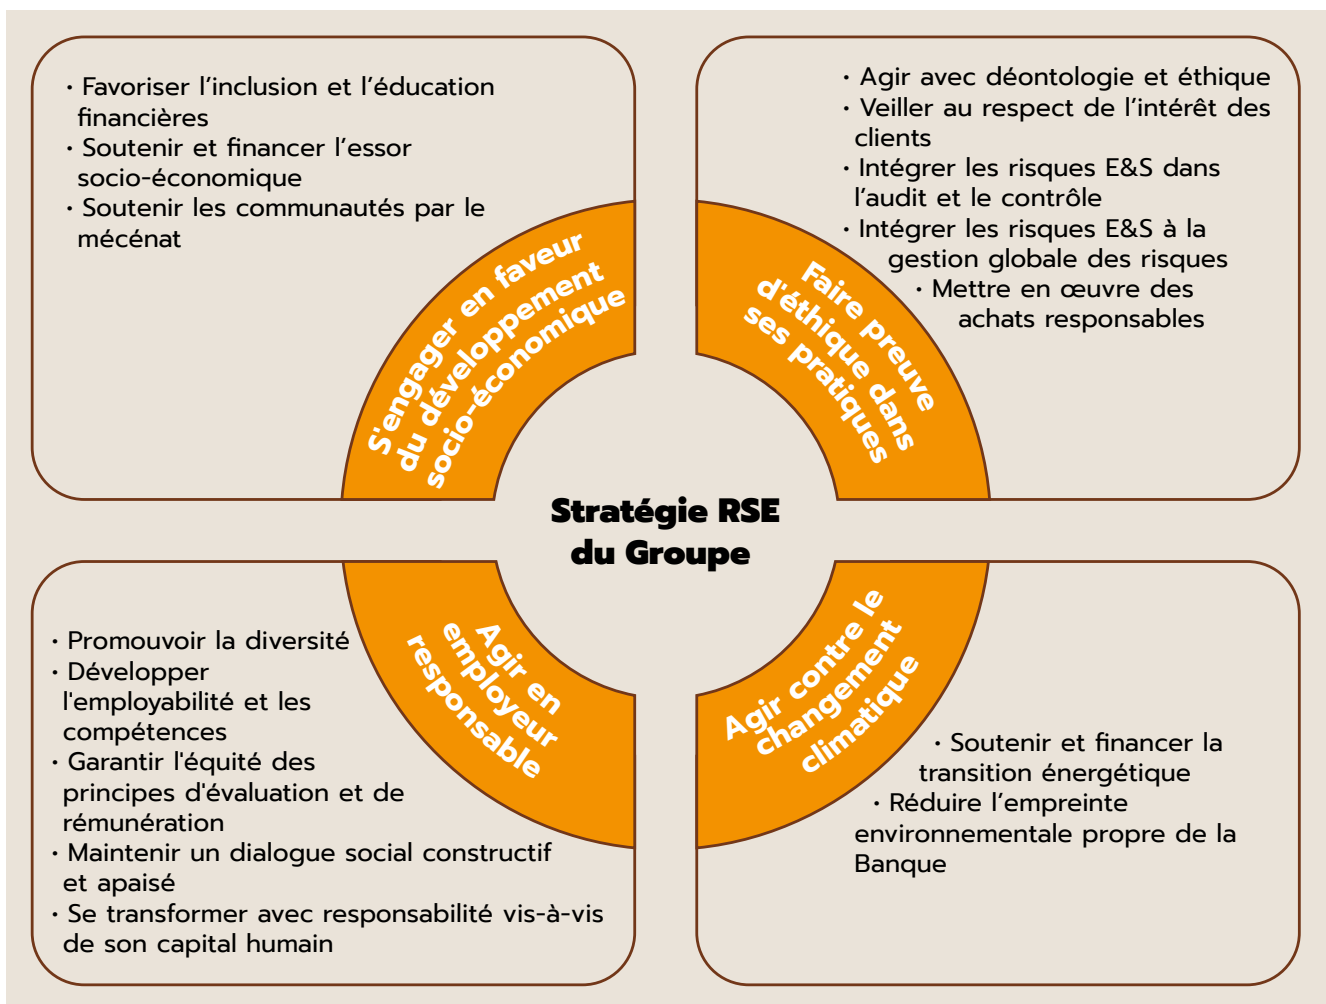 · Favoriser l’inclusion et l’éducation
financières
· Soutenir et financer l’essor
socio-économique
· Soutenir les communautés par le
mécénat
S'engager en faveur
du développement
socio-économique
· Agir avec déontologie et éthique
· Veiller au respect de l’intérêt des
clients
· Intégrer les risques E&S dans
l’audit et le contrôle
· Intégrer les risques E&S à la
gestion globale des risques
· Mettre en œuvre des
achats responsables
Faire preuve
d'éthique dans
ses pratiques
Stratégie RSE
du Groupe
· Promouvoir la diversité
· Développer
l'employabilité et les
compétences
· Garantir l'équité des
principes d'évaluation et de
rémunération
· Maintenir un dialogue social constructif
et apaisé
· Se transformer avec responsabilité vis-à-vis
de son capital humain
Agir en
employeur
responsable
Agir contre le
changement
climatique
· Soutenir et financer la
transition énergétique
· Réduire l’empreinte
environnementale propre de la
Banque